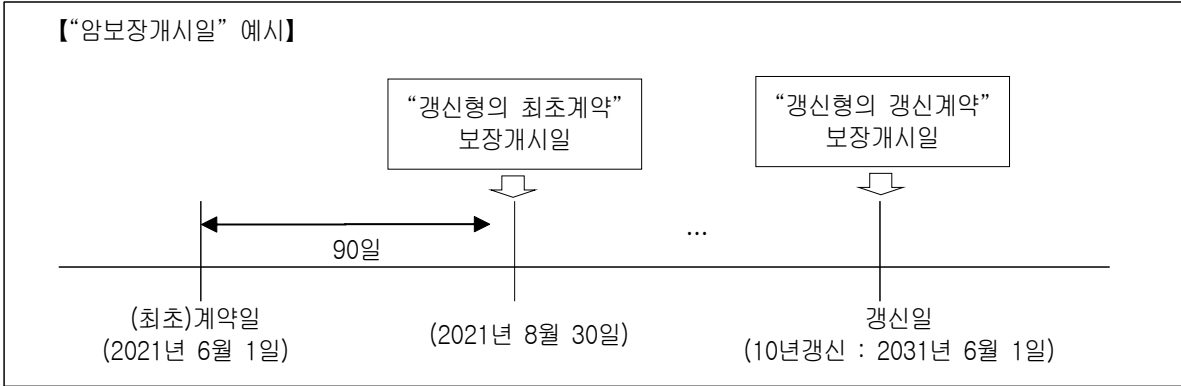 【“암보장개시일” 예시】
“갱신형의 최초계약”
보장개시일
“갱신형의 갱신계약”
보장개시일
90일
...
(최초)계약일
(2021년 6월 1일)
(2021년 8월 30일)
갱신일
(10년갱신 : 2031년 6월 1일)